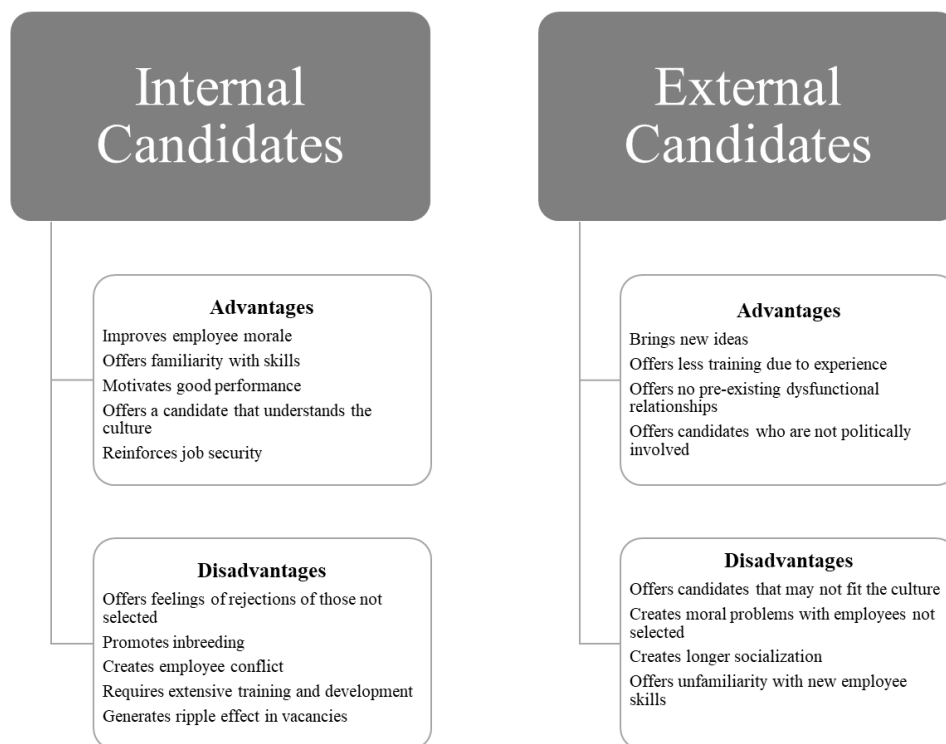 Internal
Candidates
Advantages
Improves employee morale
Offers familiarity with skills
Motivates good performance
Offers a candidate that understands the
culture
Reinforces job security
Disadvantages
Offers feelings of rejections of those not
selected
Promotes inbreeding
Creates employee conflict
Requires extensive training and development
Generates ripple effect in vacancies
External
Candidates
Advantages
Brings new ideas
Offers less training due to experience
Offers no pre-existing dysfunctional
relationships
Offers candidates who are not politically
involved
Disadvantages
Offers candidates that may not fit the culture
Creates moral problems with employees not
selected
Creates longer socialization
Offers unfamiliarity with new employee
skills